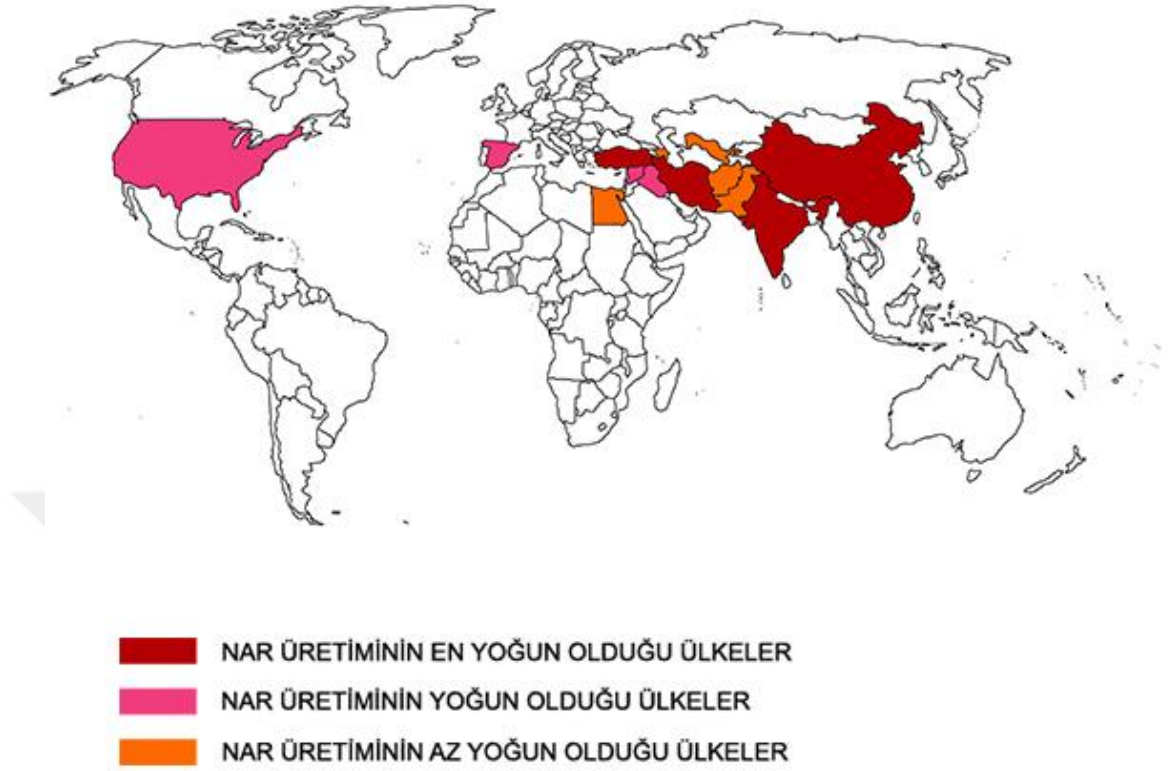 NAR ÜRETİMİNİN EN YOĞUN OLDUĞU ÜLKELER
NAR ÜRETİMİNİN YOĞUN OLDUĞU ÜLKELER
NAR ÜRETİMİNİN AZ YOĞUN OLDUĞU ÜLKELER